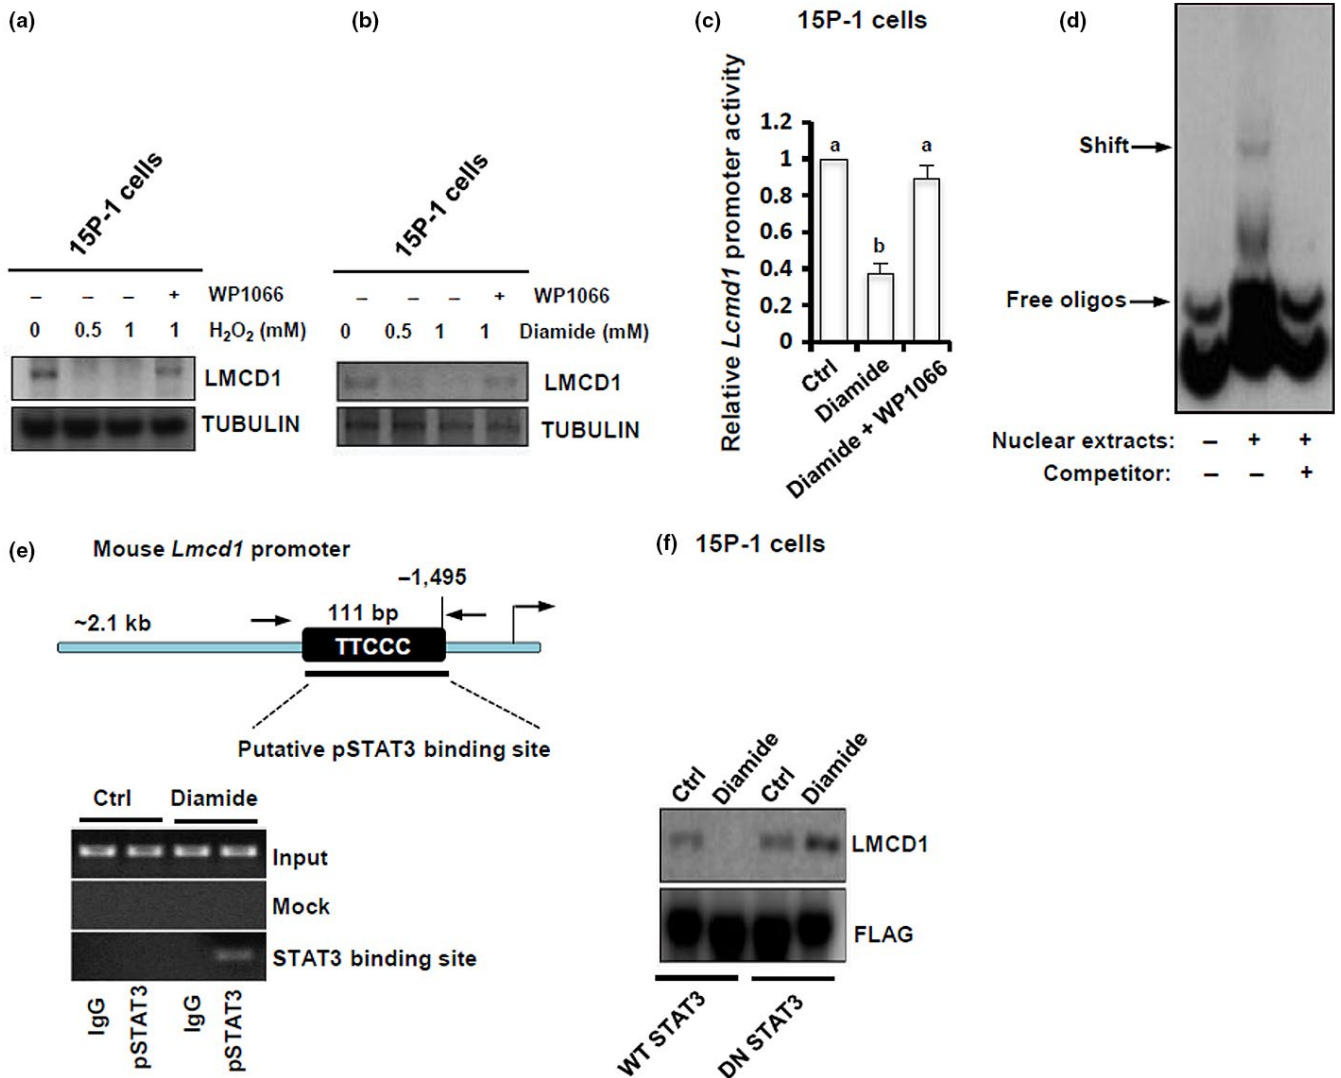 (a)
15P-1 cells
– – – + WP1066
0 0.5 1 1 H₂O₂ (mM)
LMCD1
TUBULIN
(b)
15P-1 cells
– – – + WP1066
0 0.5 1 1 Diamide (mM)
LMCD1
TUBULIN
(c) 15P-1 cells
Relative Lcmd1 promoter activity
1.2
1
0.8
0.6
0.4
0.2
0
a
b
a
Ctrl
Diamide
Diamide + WP1066
(d)
Shift
Free oligos
Nuclear extracts: – + +
Competitor: – – +
(e) Mouse Lmcd1 promoter
–1,495
~2.1 kb
111 bp
TTCCC
Putative pSTAT3 binding site
Ctrl Diamide
Input
Mock
STAT3 binding site
IgG
pSTAT3
IgG
pSTAT3
(f) 15P-1 cells
Ctrl
Diamide
Ctrl
Diamide
LMCD1
FLAG
WT STAT3
DN STAT3